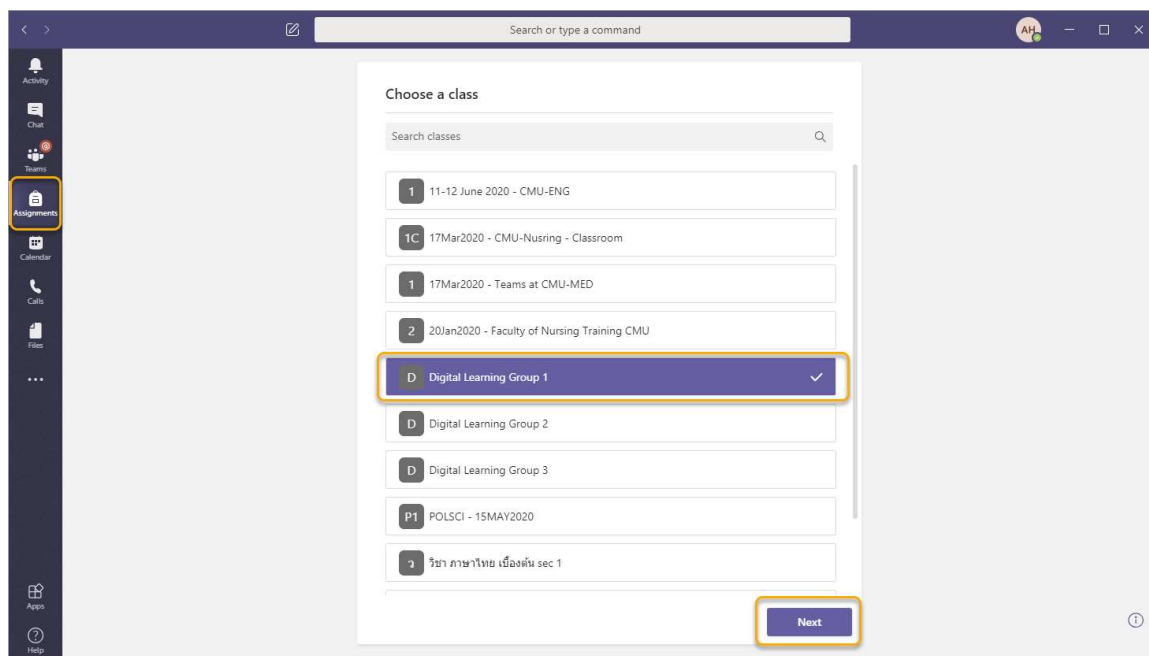 Search or type a command
AH
Activity
Chat
Teams
Assignments
Calendar
Calls
Files
Apps
Help
Choose a class
Search classes
1 11-12 June 2020 - CMU-ENG
1C 17Mar2020 - CMU-Nusring - Classroom
1 17Mar2020 - Teams at CMU-MED
2 20Jan2020 - Faculty of Nursing Training CMU
D Digital Learning Group 1
D Digital Learning Group 2
D Digital Learning Group 3
P1 POLSCI - 15MAY2020
ว วิชา ภาษาไทย เบื้องต้น sec 1
Next